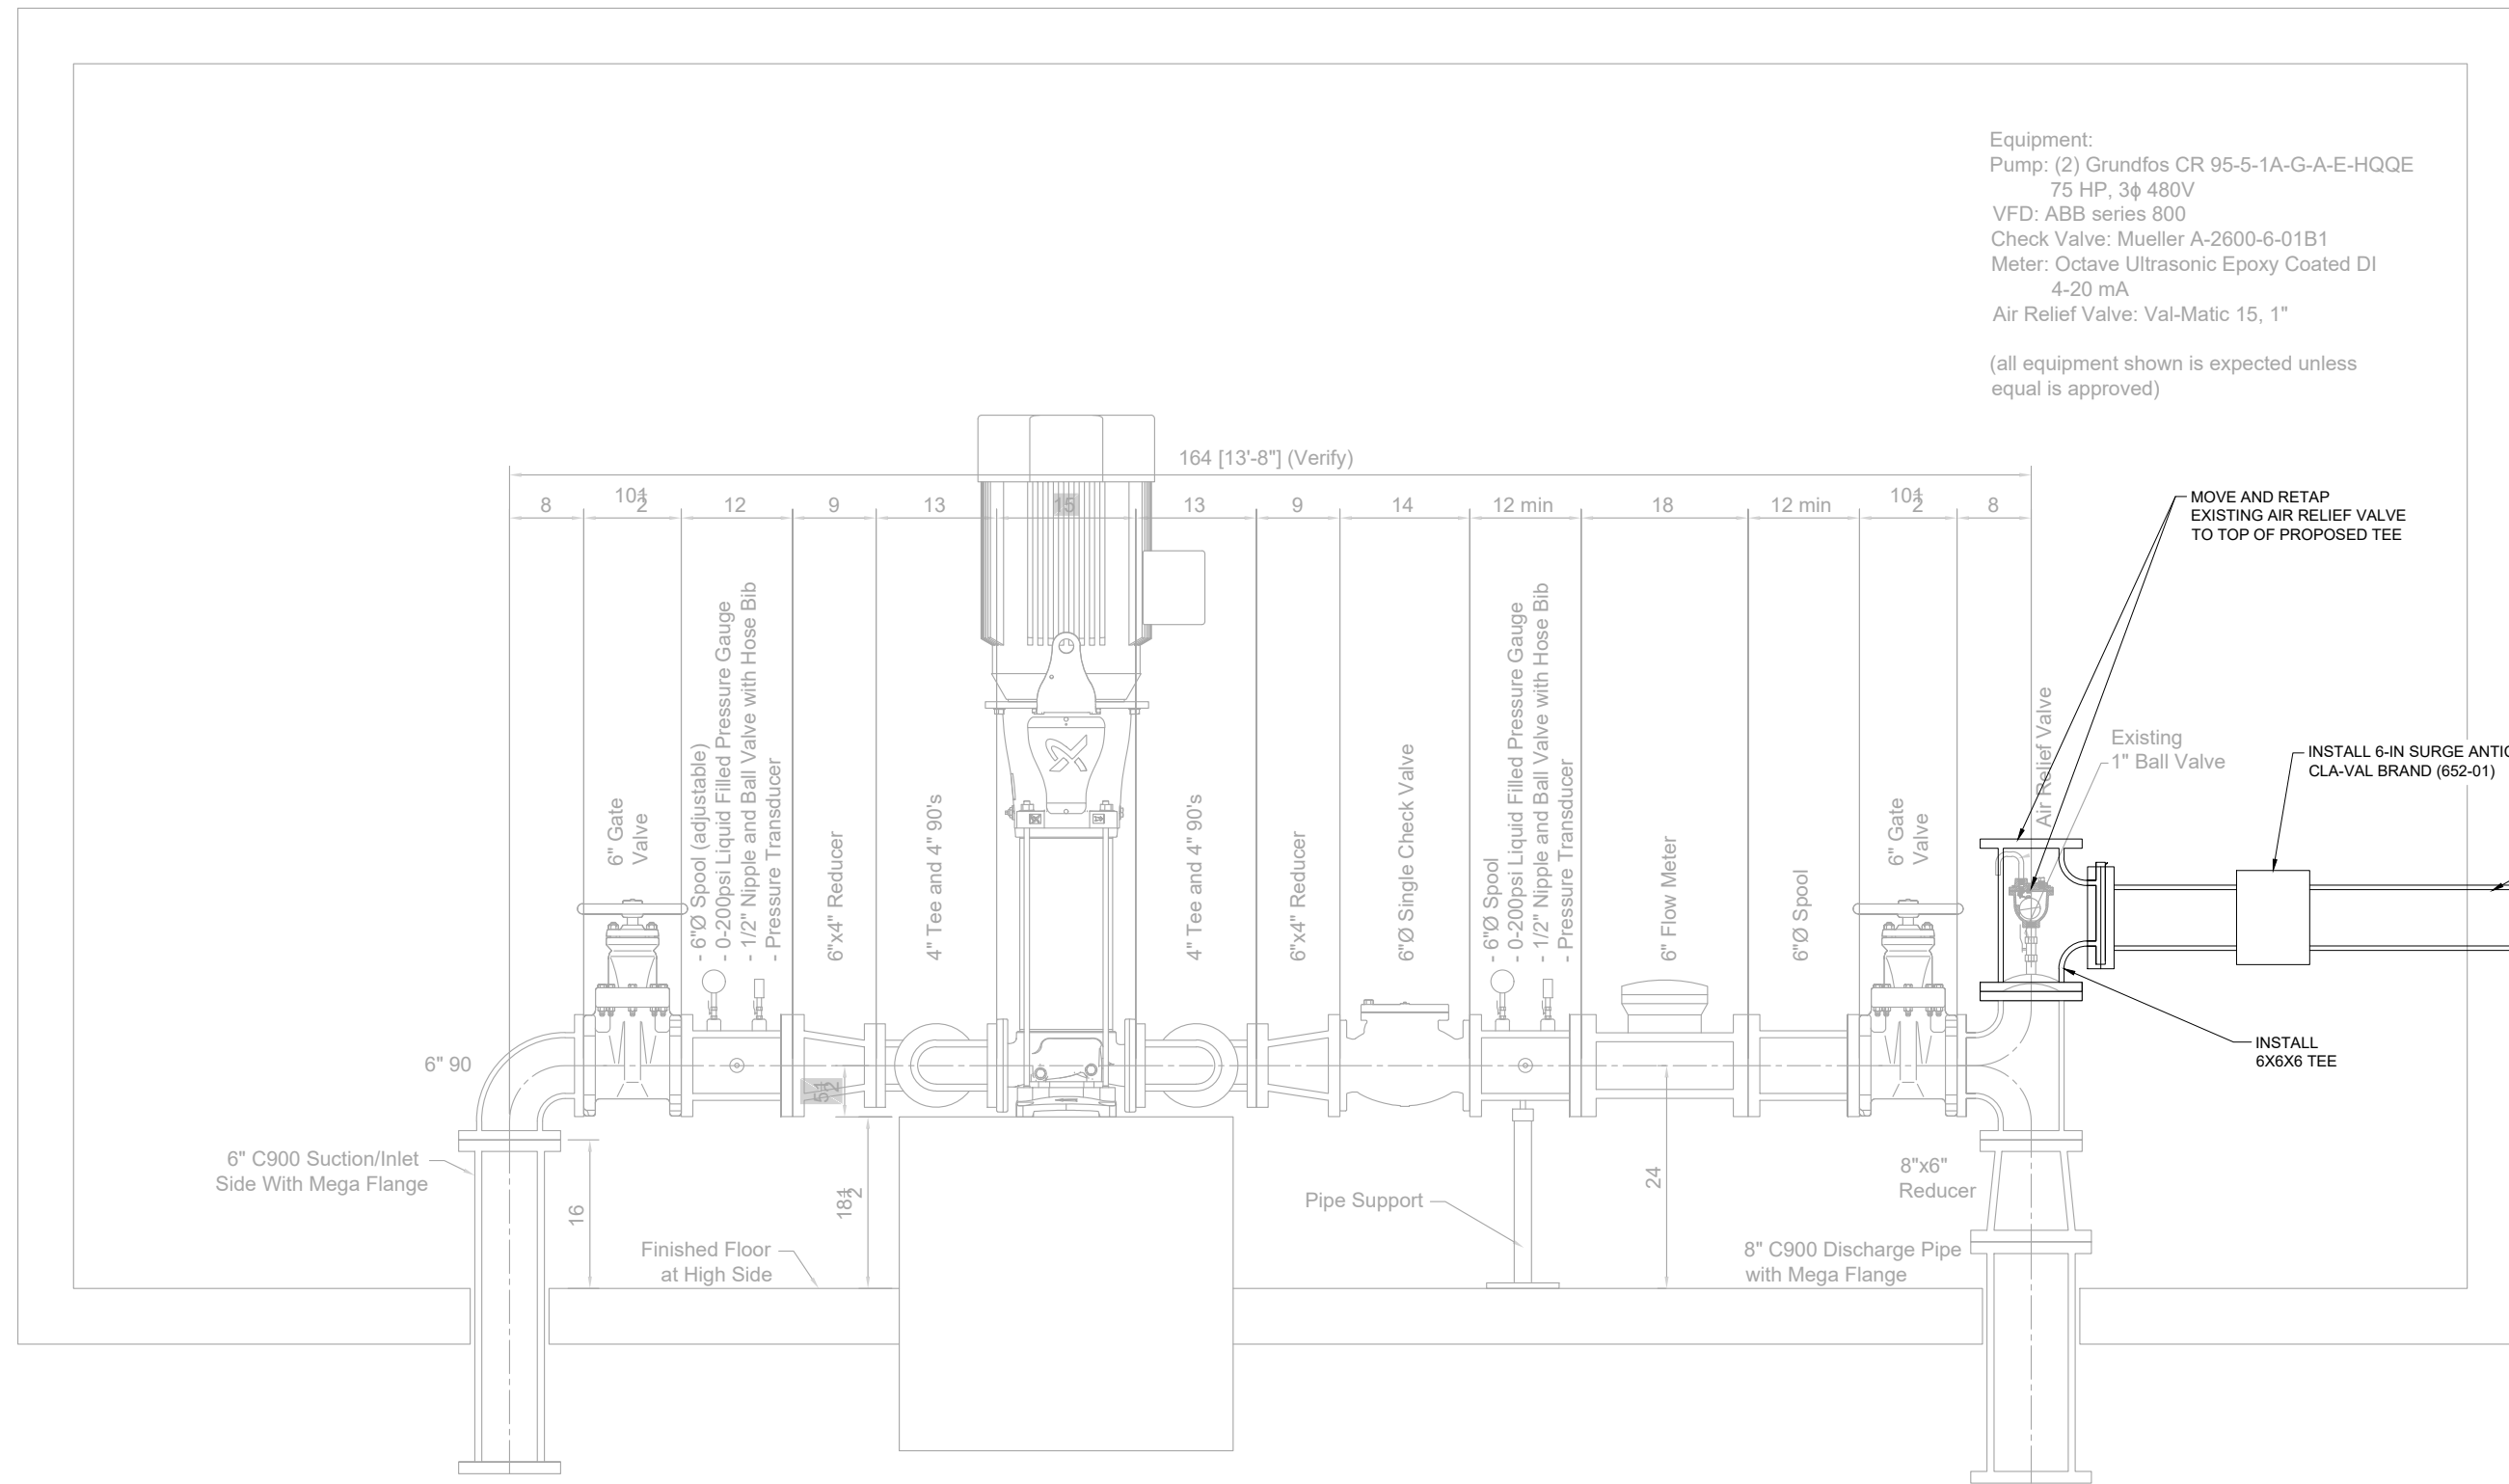 Equipment:
Pump: (2) Grundfos CR 95-5-1A-G-A-E-HQQE
75 HP, 3ϕ 480V
VFD: ABB series 800
Check Valve: Mueller A-2600-6-01B1
Meter: Octave Ultrasonic Epoxy Coated DI
4-20 mA
Air Relief Valve: Val-Matic 15, 1"
(all equipment shown is expected unless
equal is approved)
164 [13'-8"] (Verify)
8
10 1/2
12
9
13
15
13
9
14
12 min
18
12 min
10 1/2
8
MOVE AND RETAP
EXISTING AIR RELIEF VALVE
TO TOP OF PROPOSED TEE
6" Gate
Valve
- 6"Ø Spool (adjustable)
- 0-200psi Liquid Filled Pressure Gauge
- 1/2" Nipple and Ball Valve with Hose Bib
- Pressure Transducer
6"x4" Reducer
4" Tee and 4" 90's
4" Tee and 4" 90's
6"x4" Reducer
6"Ø Single Check Valve
- 6"Ø Spool
- 0-200psi Liquid Filled Pressure Gauge
- 1/2" Nipple and Ball Valve with Hose Bib
- Pressure Transducer
6" Flow Meter
6"Ø Spool
6" Gate
Valve
Air Relief Valve
Existing
1" Ball Valve
INSTALL 6-IN SURGE
CLA-VAL BRAND (652-01)
INSTALL
6X6X6 TEE
6" 90
5 1/2
6" C900 Suction/Inlet
Side With Mega Flange
16
18 1/2
24
Pipe Support
8"x6"
Reducer
Finished Floor
at High Side
8" C900 Discharge Pipe
with Mega Flange